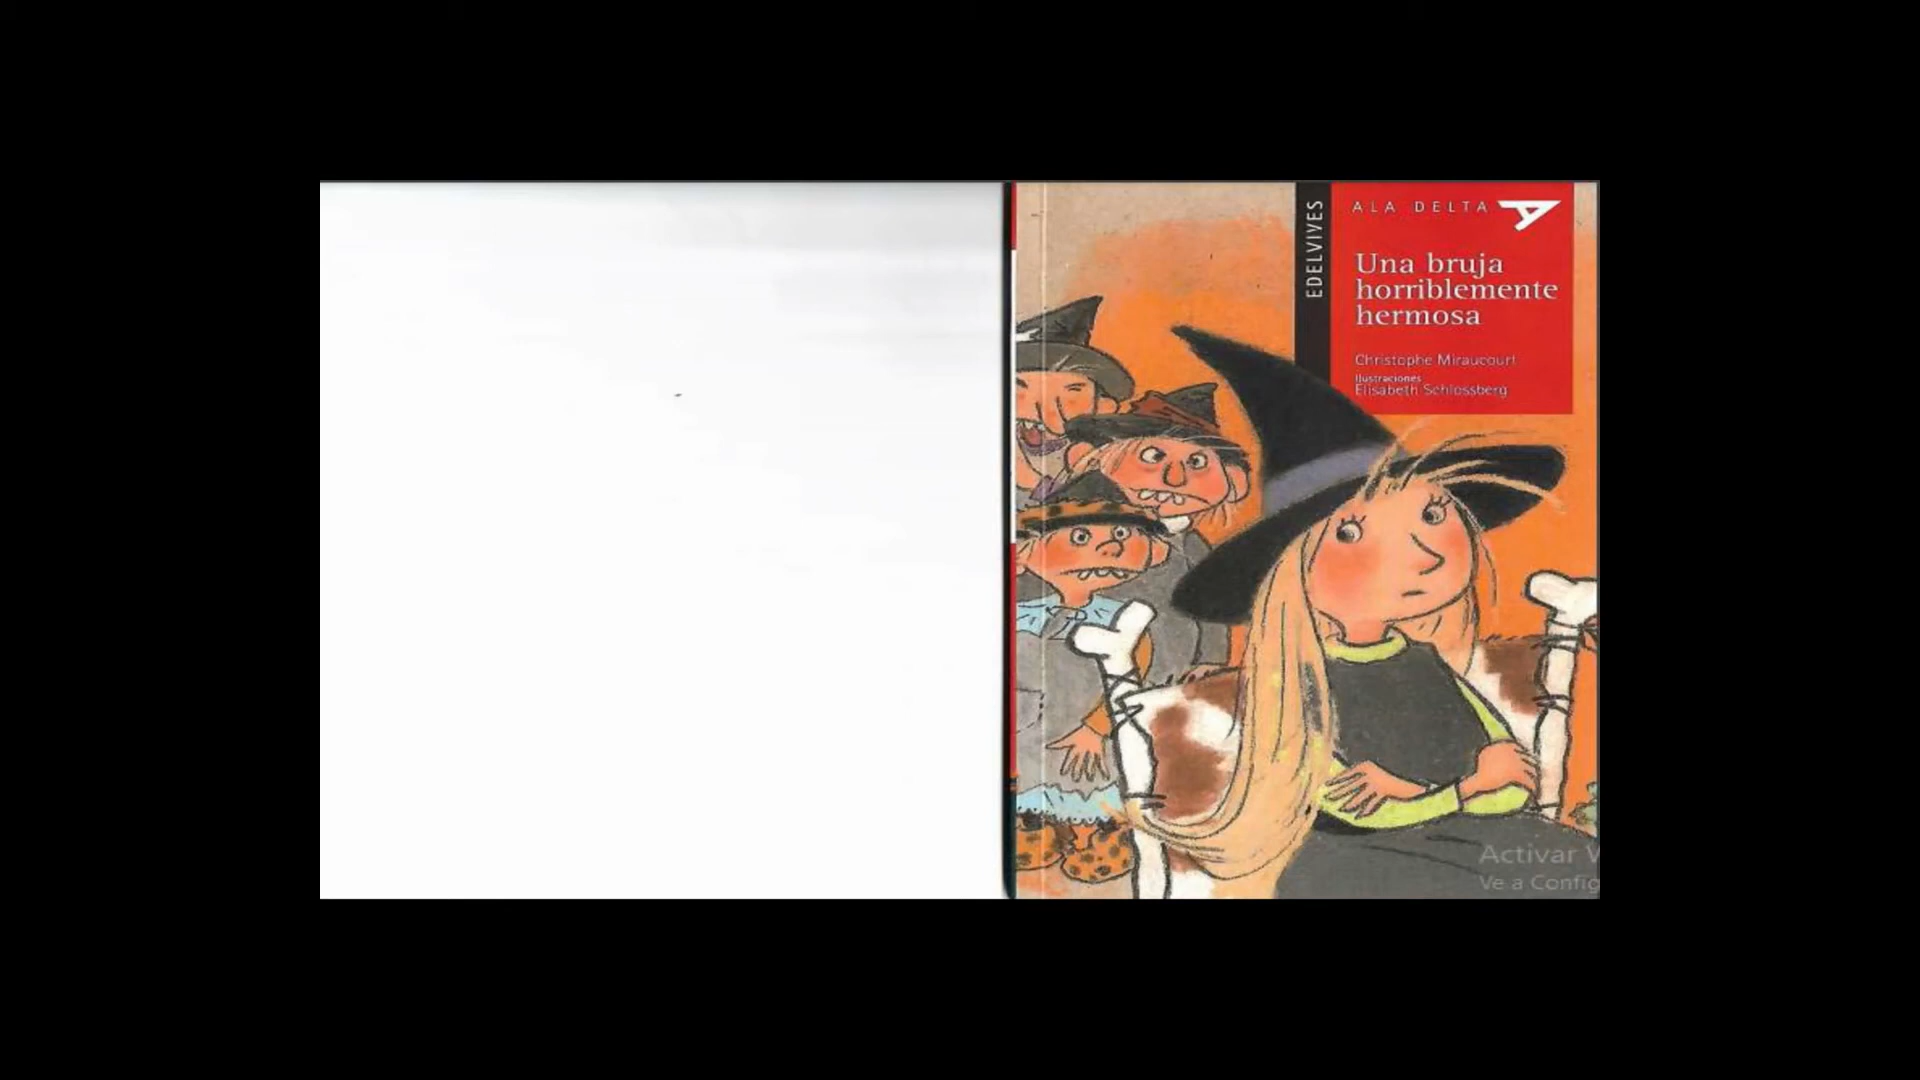 EDELVIVES
ALA DELTA
Una bruja
horriblemente
hermosa
Christophe Miraucourt
Ilustraciones
Elisabeth Schlossberg
Activar
Ve a Config